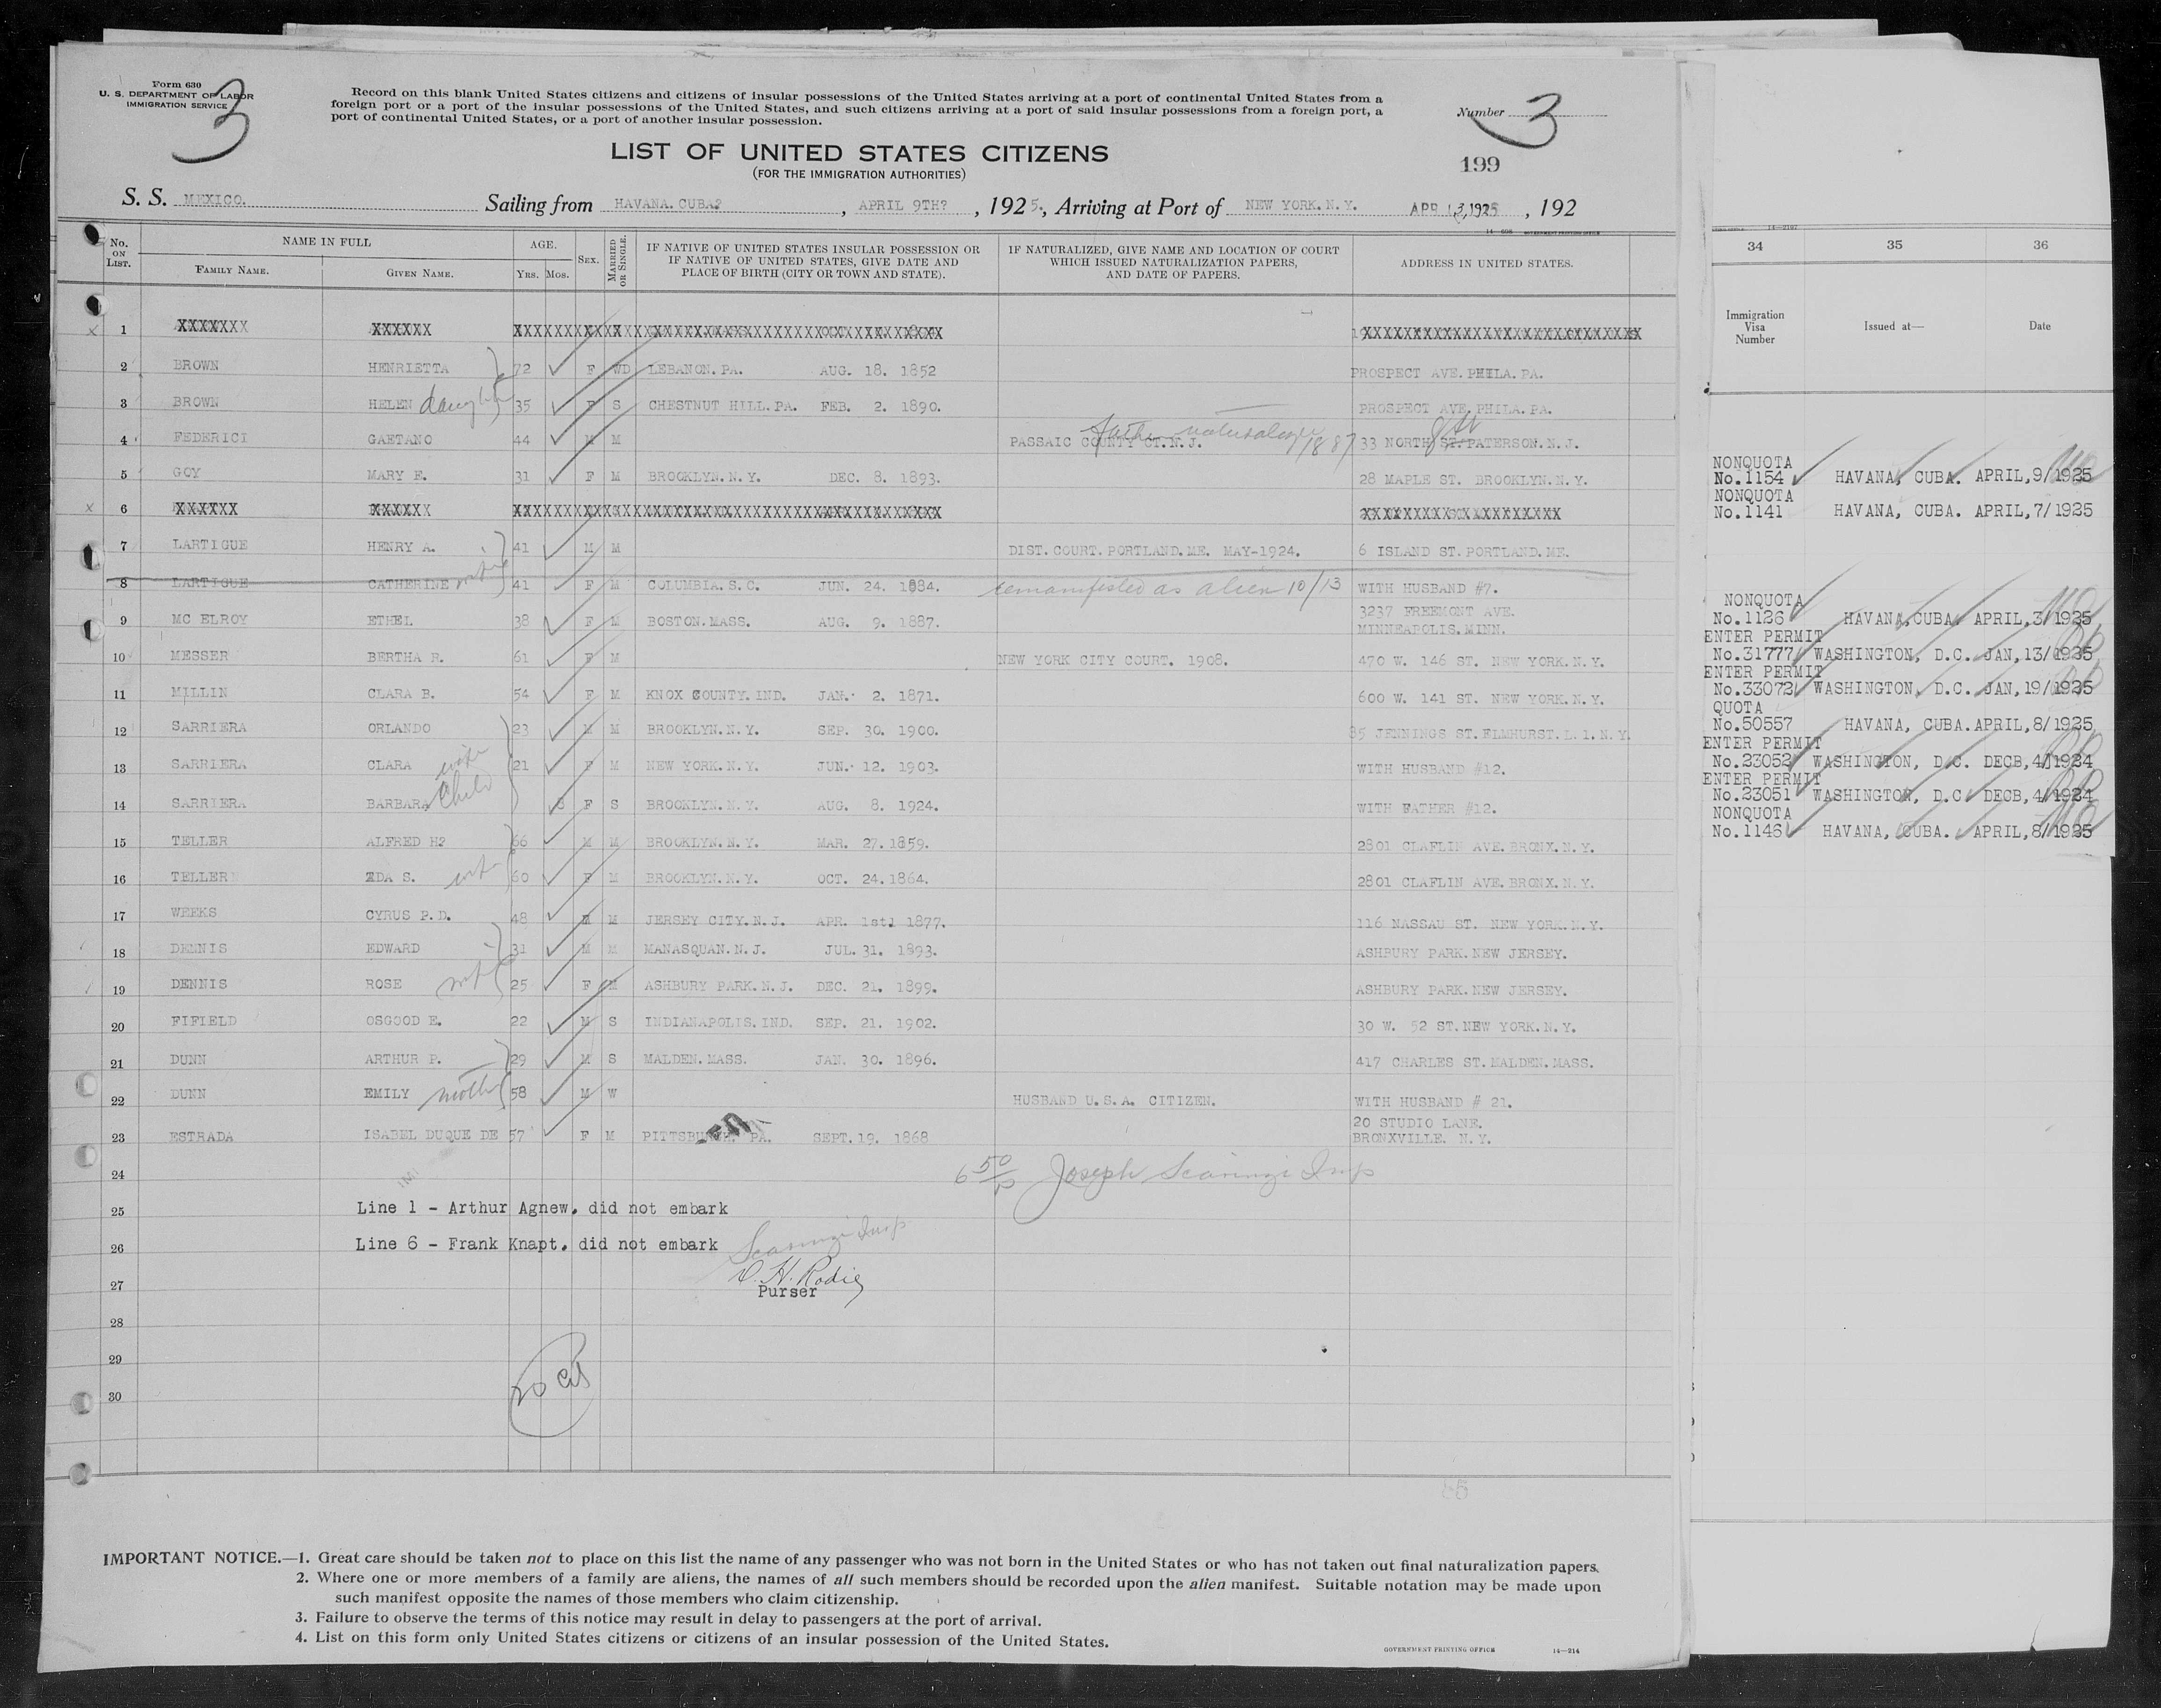 Form 630
U. S. DEPARTMENT OF LABOR
IMMIGRATION SERVICE
3
Record on this blank United States citizens and citizens of insular possessions of the United States arriving at a port of continental United States from a
foreign port or a port of the insular possessions of the United States, and such citizens arriving at a port of said insular possessions from a foreign port, a
port of continental United States, or a port of another insular possession.
Number 3
LIST OF UNITED STATES CITIZENS
(FOR THE IMMIGRATION AUTHORITIES)
199
S. S. MEXICO. Sailing from HAVANA.CUBA? , APRIL 9TH? , 1925., Arriving at Port of NEW YORK.N.Y. APR 13,1925 , 192
No. ON LIST. NAME IN FULL AGE. Sex. MARRIED OR SINGLE. IF NATIVE OF UNITED STATES INSULAR POSSESSION OR IF NATIVE OF UNITED STATES, GIVE DATE AND PLACE OF BIRTH (CITY OR TOWN AND STATE). IF NATURALIZED, GIVE NAME AND LOCATION OF COURT WHICH ISSUED NATURALIZATION PAPERS, AND DATE OF PAPERS. ADDRESS IN UNITED STATES.
FAMILY NAME. GIVEN NAME. Yrs. Mos.
x 1 XXXXXXX XXXXXX
2 BROWN HENRIETTA 72 F WD LEBANON.PA. AUG. 18. 1852 PROSPECT AVE.PHILA.PA.
3 BROWN HELEN daughter 35 F S CHESTNUT HILL.PA. FEB. 2. 1890. PROSPECT AVE.PHILA.PA.
4 FEDERICI GAETANO 44 M M PASSAIC COUNTY CT.N.J. father naturalized 1887 33 NORTH 8th ST.PATERSON.N.J.
5 GOY MARY E. 31 F M BROOKLYN.N.Y. DEC. 8. 1893. 28 MAPLE ST. BROOKLYN.N.Y.
x 6 XXXXXX XXXXXX
7 LARTIGUE HENRY A. 41 M M DIST.COURT.PORTLAND.ME. MAY-1924. 6 ISLAND ST.PORTLAND.ME.
8 LARTIGUE CATHERINE wife 41 F M COLUMBIA.S.C. JUN. 24. 1884. remanifested as alien 10/13 WITH HUSBAND #7.
9 MC ELROY ETHEL 38 F M BOSTON.MASS. AUG. 9. 1887. 3237 FREEMONT AVE. MINNEAPOLIS.MINN.
10 MESSER BERTHA R. 61 F M NEW YORK CITY COURT. 1908. 470 W. 146 ST. NEW YORK.N.Y.
11 MILLIN CLARA B. 54 F M KNOX COUNTY.IND. JAN. 2. 1871. 600 W. 141 ST. NEW YORK.N.Y.
12 SARRIERA ORLANDO 23 M M BROOKLYN.N.Y. SEP. 30. 1900. 85 JENNINGS ST.ELMHURST.L.I.N.Y.
13 SARRIERA CLARA wife 21 F M NEW YORK.N.Y. JUN. 12. 1903. WITH HUSBAND #12.
14 SARRIERA BARBARA Child 8 F S BROOKLYN.N.Y. AUG. 8. 1924. WITH FATHER #12.
15 TELLER ALFRED H? 66 M M BROOKLYN.N.Y. MAR. 27.1859. 2801 CLAFLIN AVE.BRONX.N.Y.
16 TELLER IDA S. wife 60 F M BROOKLYN.N.Y. OCT. 24.1864. 2801 CLAFLIN AVE.BRONX.N.Y.
17 WEEKS CYRUS P.D. 48 M M JERSEY CITY.N.J. APR. 1st. 1877. 116 NASSAU ST. NEW YORK.N.Y.
18 DENNIS EDWARD 31 M M MANASQUAN.N.J. JUL. 31. 1893. ASHBURY PARK.NEW JERSEY.
19 DENNIS ROSE wife 25 F M ASHBURY PARK.N.J. DEC. 21. 1899. ASHBURY PARK.NEW JERSEY.
20 FIFIELD OSGOOD E. 22 M S INDIANAPOLIS.IND. SEP. 21. 1902. 30 W. 52 ST.NEW YORK.N.Y.
21 DUNN ARTHUR P. 29 M S MALDEN.MASS. JAN. 30. 1896. 417 CHARLES ST.MALDEN.MASS.
22 DUNN EMILY mother 58 M W HUSBAND U.S.A. CITIZEN. WITH HUSBAND # 21.
23 ESTRADA ISABEL DUQUE DE 57 F M PITTSBURGH. PA. SEPT.19. 1868 20 STUDIO LANE. BRONXVILLE. N.Y.
24 Joseph Scarinzi Insp
25 Line 1 - Arthur Agnew. did not embark
26 Line 6 - Frank Knapt. did not embark
Scarinzi Insp
27 O. H. Rodig
Purser
28
29
20 Cit
30
34 35 36
Immigration Visa Number Issued at— Date
NONQUOTA
No.1154 HAVANA, CUBA. APRIL,9/1925
NONQUOTA
No.1141 HAVANA, CUBA. APRIL,7/1925
NONQUOTA
No.1126 HAVANA,CUBA. APRIL,3/1925
ENTER PERMIT
No.31777 WASHINGTON, D.C. JAN,13/1925
ENTER PERMIT
No.33072 WASHINGTON, D.C. JAN,19/1925
QUOTA
No.50557 HAVANA, CUBA.APRIL,8/1925
ENTER PERMIT
No.23052 WASHINGTON, D.C. DECB,4/1924
ENTER PERMIT
No.23051 WASHINGTON, D.C. DECB,4/1924
NONQUOTA
No.1146 HAVANA, CUBA. APRIL,8/1925
IMPORTANT NOTICE.—1. Great care should be taken not to place on this list the name of any passenger who was not born in the United States or who has not taken out final naturalization papers.
2. Where one or more members of a family are aliens, the names of all such members should be recorded upon the alien manifest. Suitable notation may be made upon
such manifest opposite the names of those members who claim citizenship.
3. Failure to observe the terms of this notice may result in delay to passengers at the port of arrival.
4. List on this form only United States citizens or citizens of an insular possession of the United States.
GOVERNMENT PRINTING OFFICE 14—214